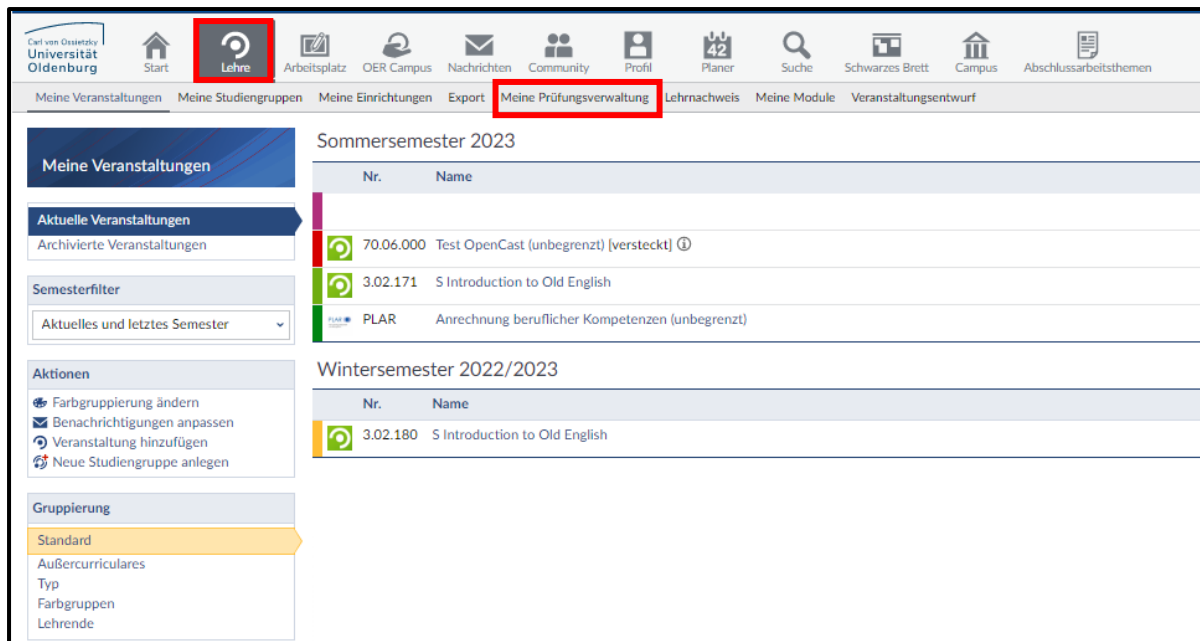 Carl von Ossietzky
Universität
Oldenburg
Start
Lehre
Arbeitsplatz
OER Campus
Nachrichten
Community
Profil
42
Planer
Suche
Schwarzes Brett
Campus
Abschlussarbeitsthemen
Meine Veranstaltungen Meine Studiengruppen Meine Einrichtungen Export Meine Prüfungsverwaltung Lehrnachweis Meine Module Veranstaltungsentwurf
Meine Veranstaltungen
Aktuelle Veranstaltungen
Archivierte Veranstaltungen
Semesterfilter
Aktuelles und letztes Semester
Aktionen
Farbgruppierung ändern
Benachrichtigungen anpassen
Veranstaltung hinzufügen
Neue Studiengruppe anlegen
Gruppierung
Standard
Außercurriculares
Typ
Farbgruppen
Lehrende
Sommersemester 2023
Nr. Name
70.06.000 Test OpenCast (unbegrenzt) [versteckt]
3.02.171 S Introduction to Old English
PLAR PLAR Anrechnung beruflicher Kompetenzen (unbegrenzt)
Wintersemester 2022/2023
Nr. Name
3.02.180 S Introduction to Old English